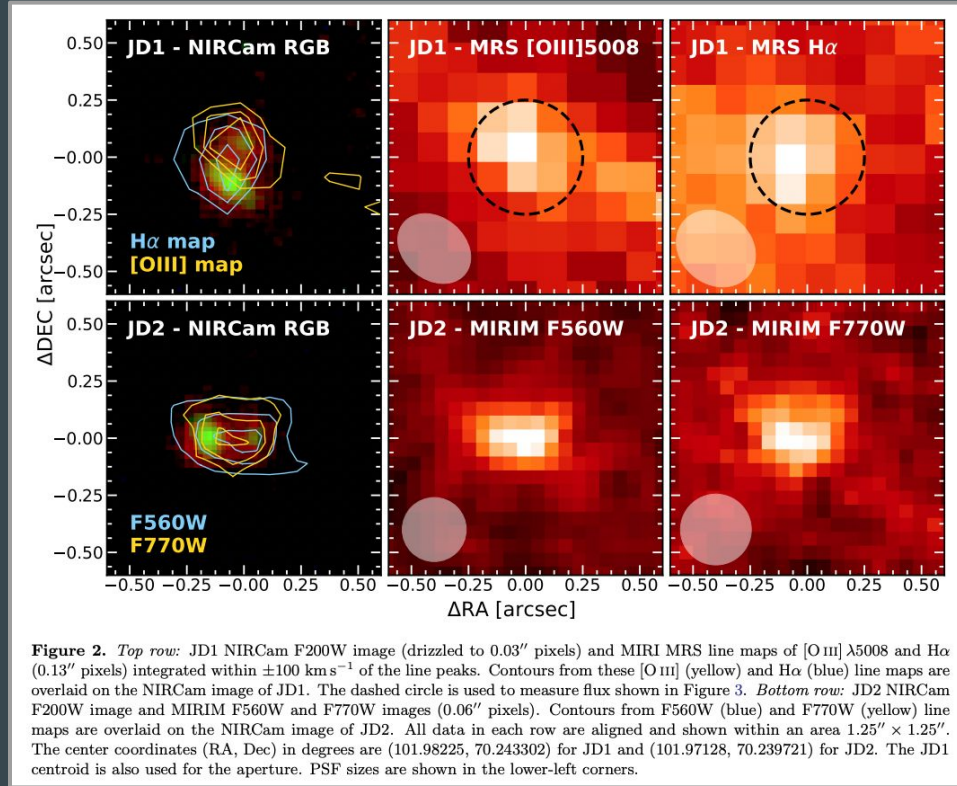 JD1 - NIRCam RGB
JD1 - MRS [OIII]5008
JD1 - MRS Hα
0.50
0.25
−0.00
−0.25
−0.50
Hα map
[OIII] map
JD2 - NIRCam RGB
JD2 - MIRIM F560W
JD2 - MIRIM F770W
0.50
0.25
−0.00
−0.25
−0.50
F560W
F770W
ΔDEC [arcsec]
−0.50 −0.25 0.00 0.25 0.50
−0.50 −0.25 0.00 0.25 0.50
−0.50 −0.25 0.00 0.25 0.50
ΔRA [arcsec]
Figure 2. Top row: JD1 NIRCam F200W image (drizzled to 0.03″ pixels) and MIRI MRS line maps of [O III] λ5008 and Hα
(0.13″ pixels) integrated within ±100 km s⁻¹ of the line peaks. Contours from these [O III] (yellow) and Hα (blue) line maps are
overlaid on the NIRCam image of JD1. The dashed circle is used to measure flux shown in Figure 3. Bottom row: JD2 NIRCam
F200W image and MIRIM F560W and F770W images (0.06″ pixels). Contours from F560W (blue) and F770W (yellow) line
maps are overlaid on the NIRCam image of JD2. All data in each row are aligned and shown within an area 1.25″ × 1.25″.
The center coordinates (RA, Dec) in degrees are (101.98225, 70.243302) for JD1 and (101.97128, 70.239721) for JD2. The JD1
centroid is also used for the aperture. PSF sizes are shown in the lower-left corners.